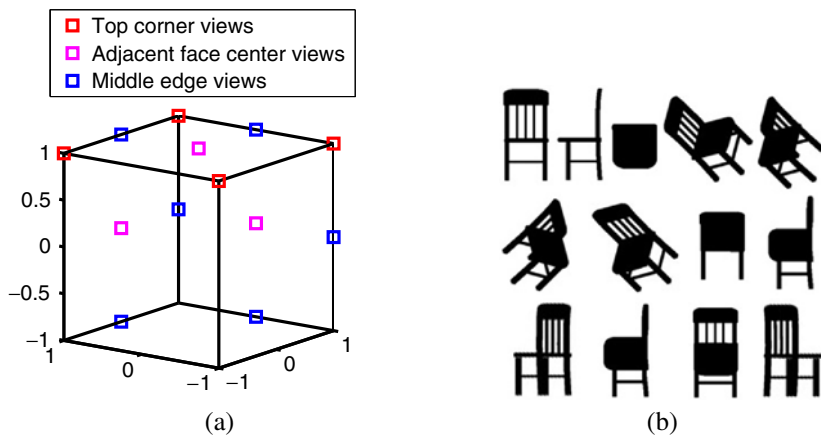 Top corner views
Adjacent face center views
Middle edge views
1
0.5
0
−0.5
−1
1
0
−1
−1
0
1
(a)
(b)